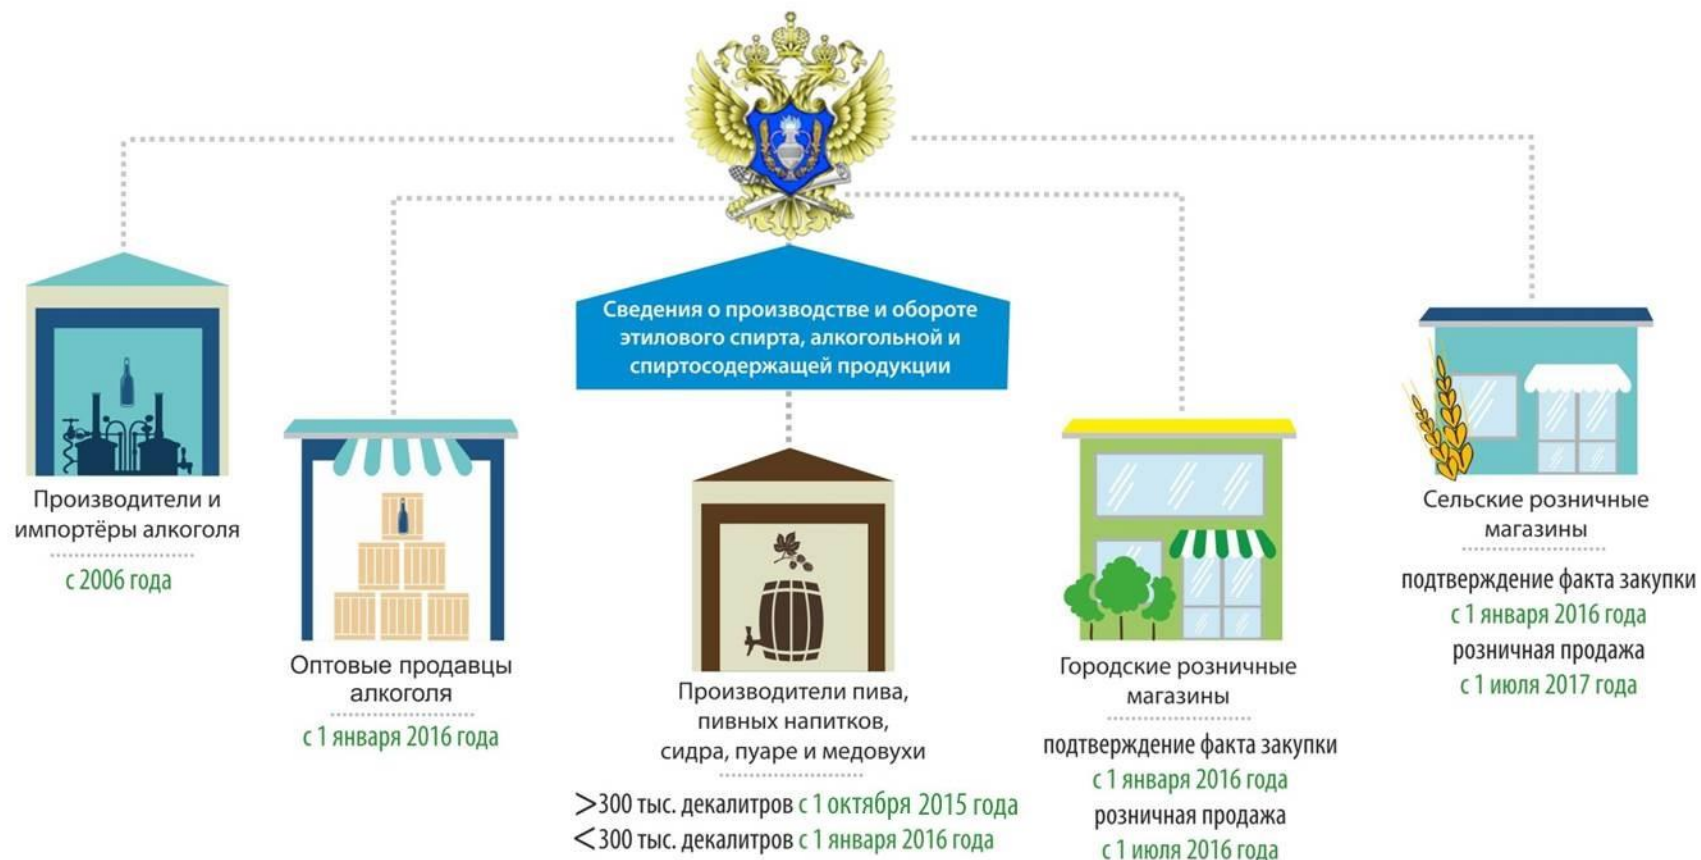 Сведения о производстве и обороте
этилового спирта, алкогольной и
спиртосодержащей продукции
Производители и
импортёры алкоголя
с 2006 года
Оптовые продавцы
алкоголя
с 1 января 2016 года
Производители пива,
пивных напитков,
сидра, пуаре и медовухи
>300 тыс. декалитров с 1 октября 2015 года
<300 тыс. декалитров с 1 января 2016 года
Городские розничные
магазины
подтверждение факта закупки
с 1 января 2016 года
розничная продажа
с 1 июля 2016 года
Сельские розничные
магазины
подтверждение факта закупки
с 1 января 2016 года
розничная продажа
с 1 июля 2017 года